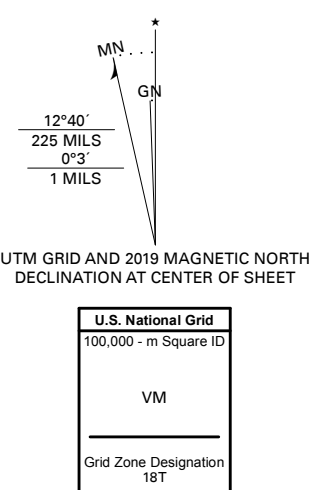 ★
MN
GN
12°40´
225 MILS
0°3´
1 MILS
UTM GRID AND 2019 MAGNETIC NORTH
DECLINATION AT CENTER OF SHEET
U.S. National Grid
100,000 - m Square ID
VM
Grid Zone Designation
18T